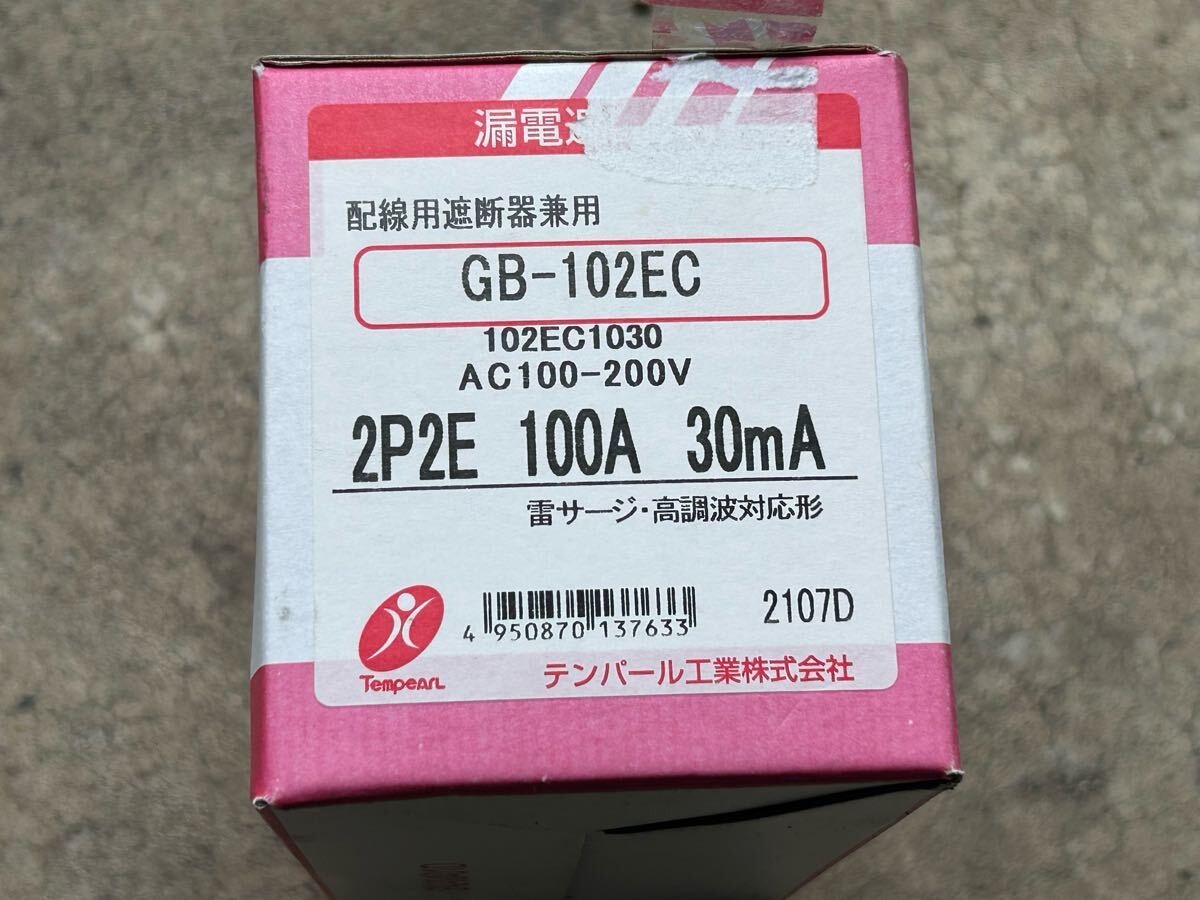 漏電
配線用遮断器兼用
GB-102EC
102EC1030
AC100-200V
2P2E 100A 30mA
雷サージ・高調波対応形
4 950870 137633
2107D
TEMPEARL
テンパール工業株式会社